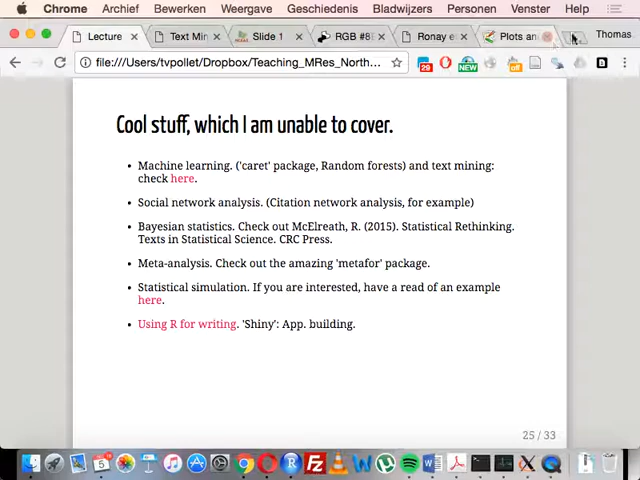 Chrome Archief Bewerken Weergave Geschiedenis Bladwijzers Personen Venster Help
Lecture Text Min Slide 1 RGB #8 Ronay e Plots an Thomas
file:///Users/tvpollet/Dropbox/Teaching_MRes_North...
29 NEW off
Cool stuff, which I am unable to cover.
• Machine learning. ('caret' package, Random forests) and text mining:
check here.
• Social network analysis. (Citation network analysis, for example)
• Bayesian statistics. Check out McElreath, R. (2015). Statistical Rethinking.
Texts in Statistical Science. CRC Press.
• Meta-analysis. Check out the amazing 'metafor' package.
• Statistical simulation. If you are interested, have a read of an example
here.
• Using R for writing. 'Shiny': App. building.
25 / 33